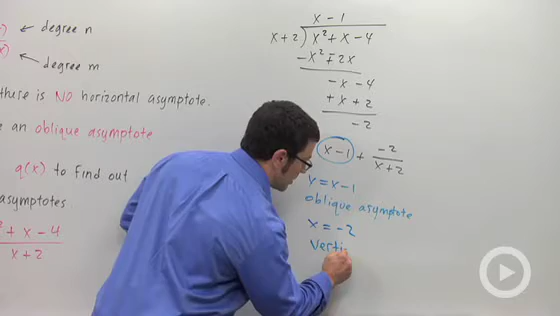 ← degree n
x) ← degree m
there is NO horizontal asymptote.
e an oblique asymptote
q(x) to find out
asymptotes
² + x - 4
x + 2
x - 1
x + 2 ) x² + x - 4
- x² ∓ 2x
- x - 4
+ x + 2
- 2
x - 1 + -2
x + 2
y = x - 1
oblique asymptote
x = -2
Verti